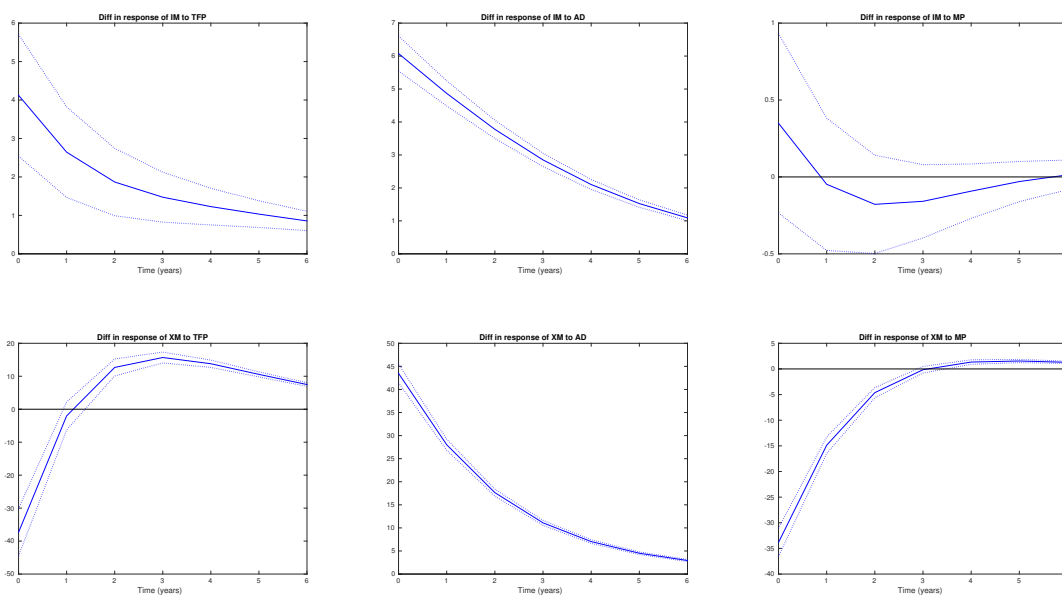 Diff in response of IM to TFP
6
5
4
3
2
1
0
0 1 2 3 4 5 6
Time (years)
Diff in response of IM to AD
7
6
5
4
3
2
1
0
0 1 2 3 4 5 6
Time (years)
Diff in response of IM to MP
1
0.5
0
-0.5
0 1 2 3 4 5
Time (years)
Diff in response of XM to TFP
20
10
0
-10
-20
-30
-40
-50
0 1 2 3 4 5 6
Time (years)
Diff in response of XM to AD
50
45
40
35
30
25
20
15
10
5
0
0 1 2 3 4 5 6
Time (years)
Diff in response of XM to MP
5
0
-5
-10
-15
-20
-25
-30
-35
-40
0 1 2 3 4 5
Time (years)